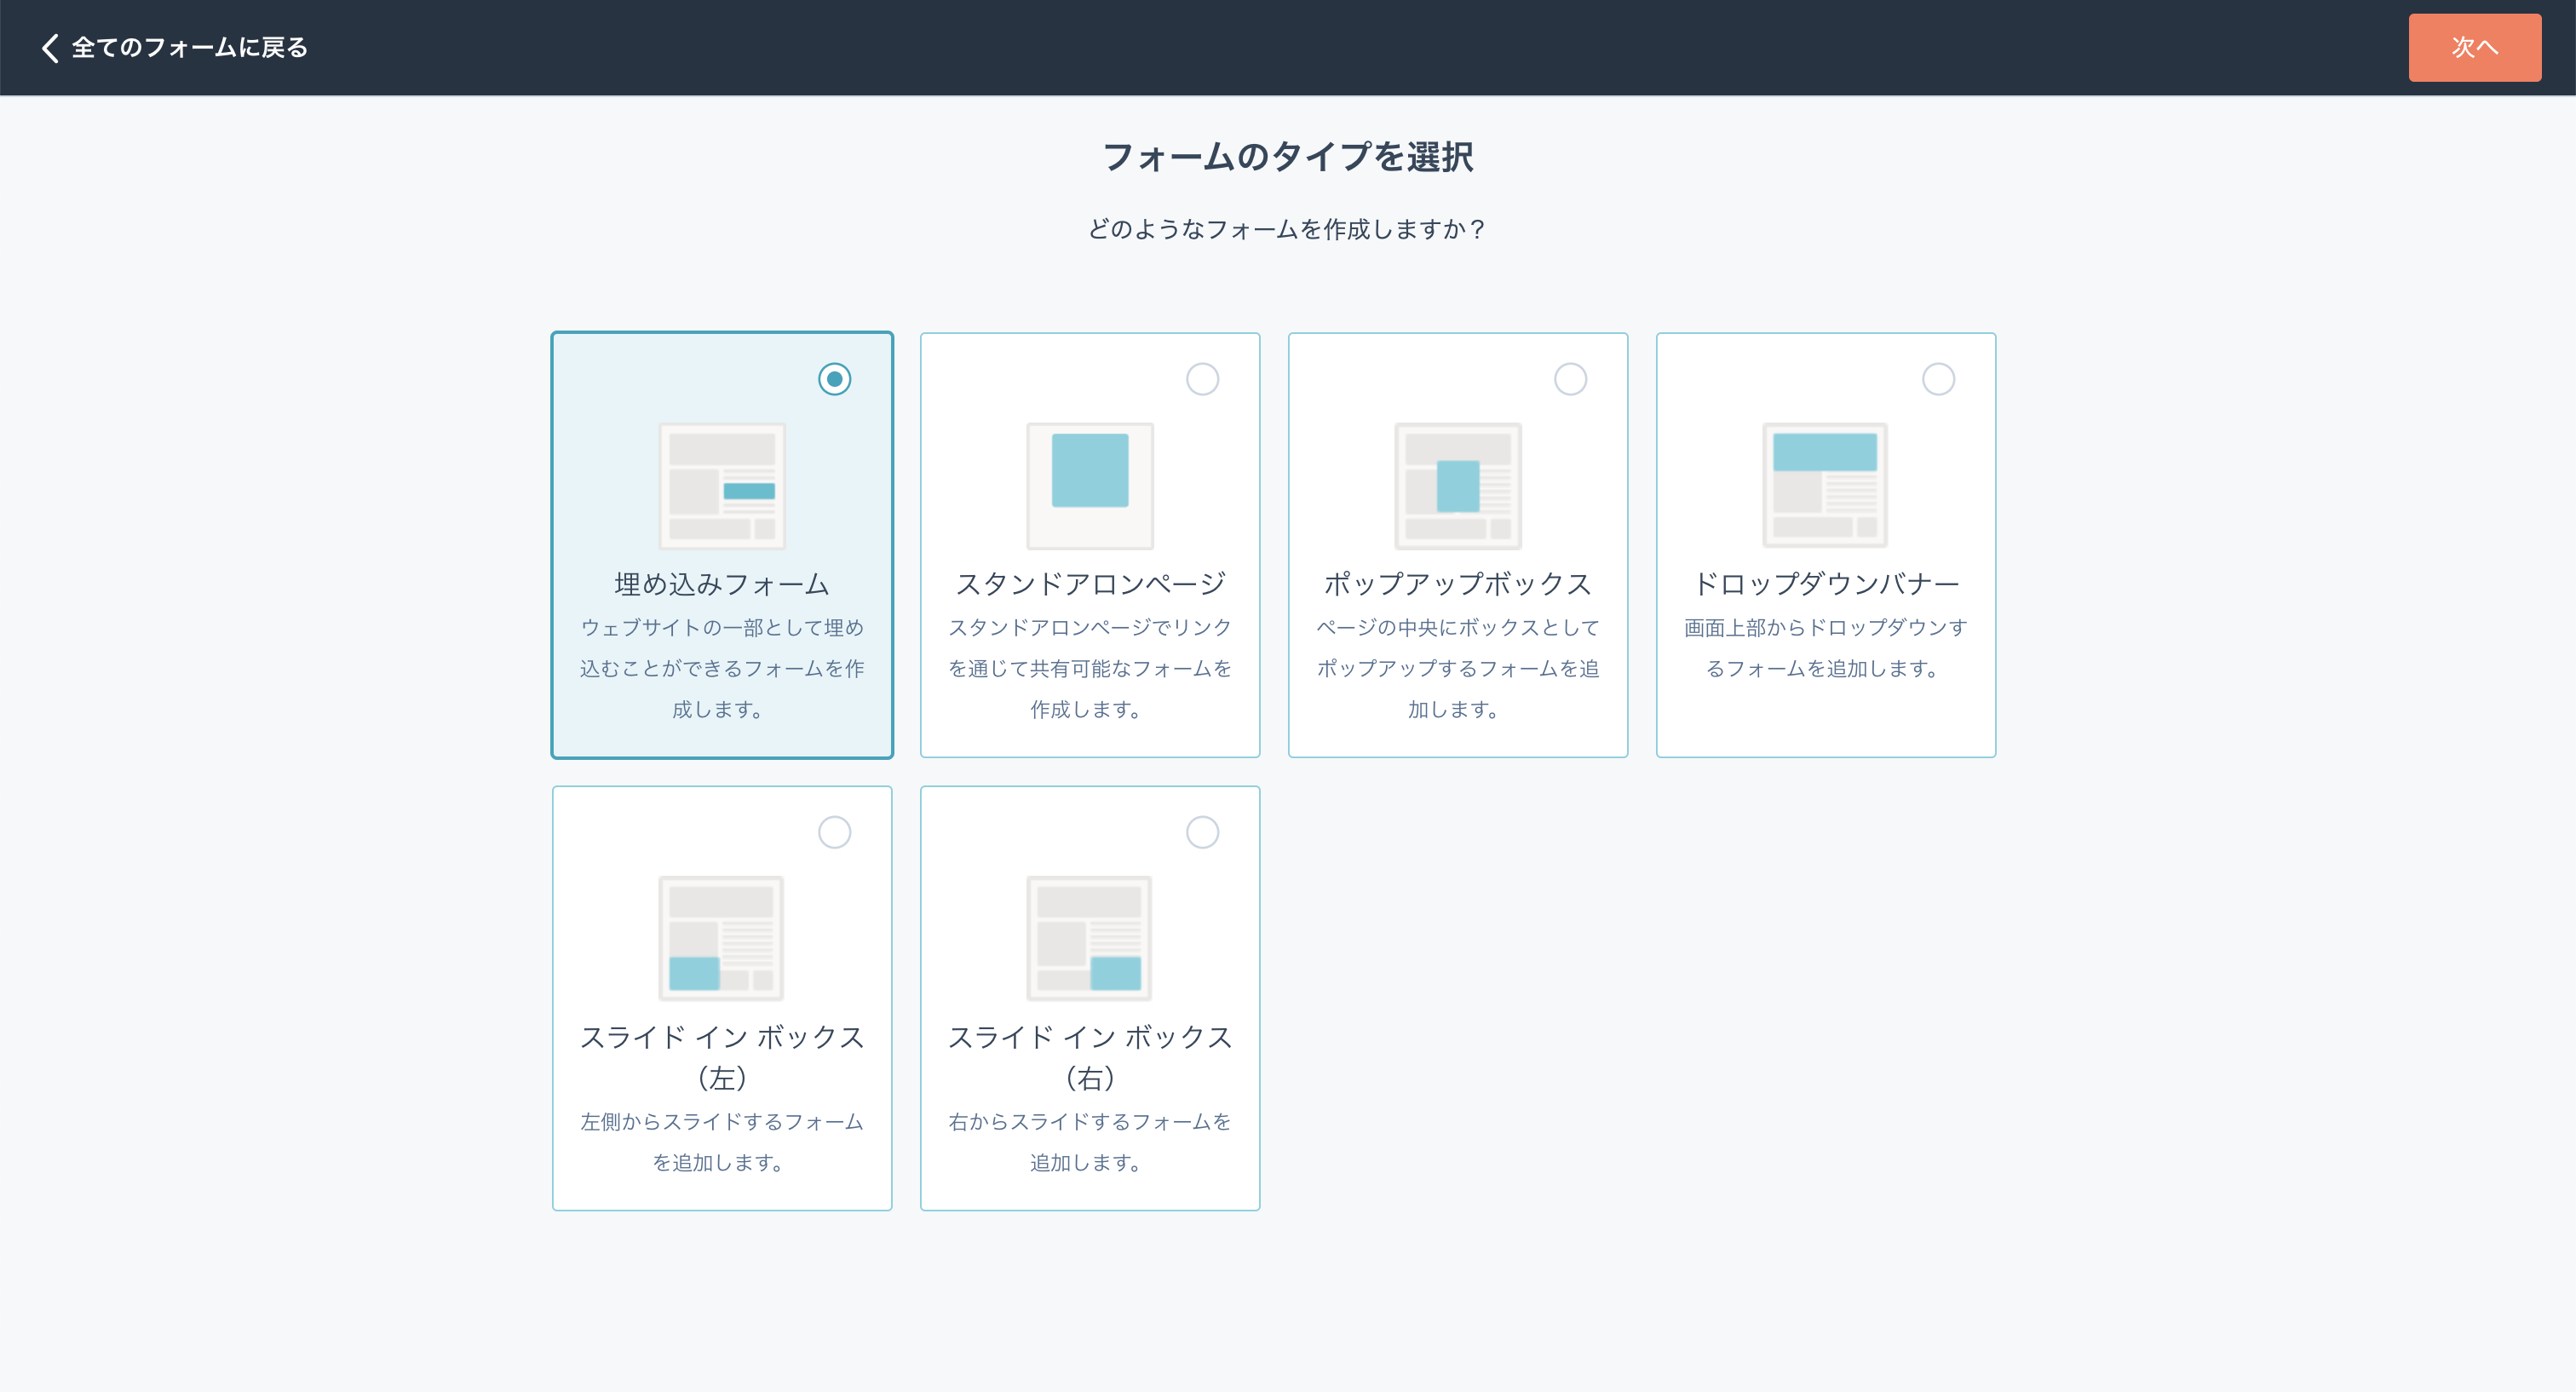 全てのフォームに戻る
次へ
フォームのタイプを選択
どのようなフォームを作成しますか？
埋め込みフォーム
ウェブサイトの一部として埋め
込むことができるフォームを作
成します。
スタンドアロンページ
スタンドアロンページでリンク
を通じて共有可能なフォームを
作成します。
ポップアップボックス
ページの中央にボックスとして
ポップアップするフォームを追
加します。
ドロップダウンバナー
画面上部からドロップダウンす
るフォームを追加します。
スライド イン ボックス
（左）
左側からスライドするフォーム
を追加します。
スライド イン ボックス
（右）
右からスライドするフォームを
追加します。